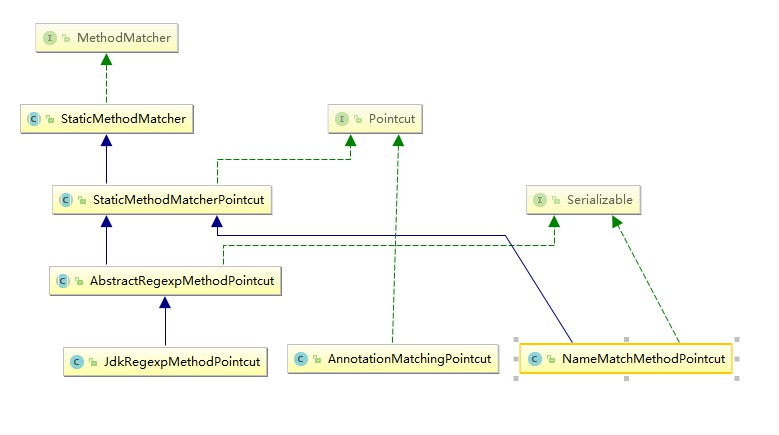 I MethodMatcher
C StaticMethodMatcher
I Pointcut
C StaticMethodMatcherPointcut
I Serializable
C AbstractRegexpMethodPointcut
C JdkRegexpMethodPointcut
C AnnotationMatchingPointcut
C NameMatchMethodPointcut